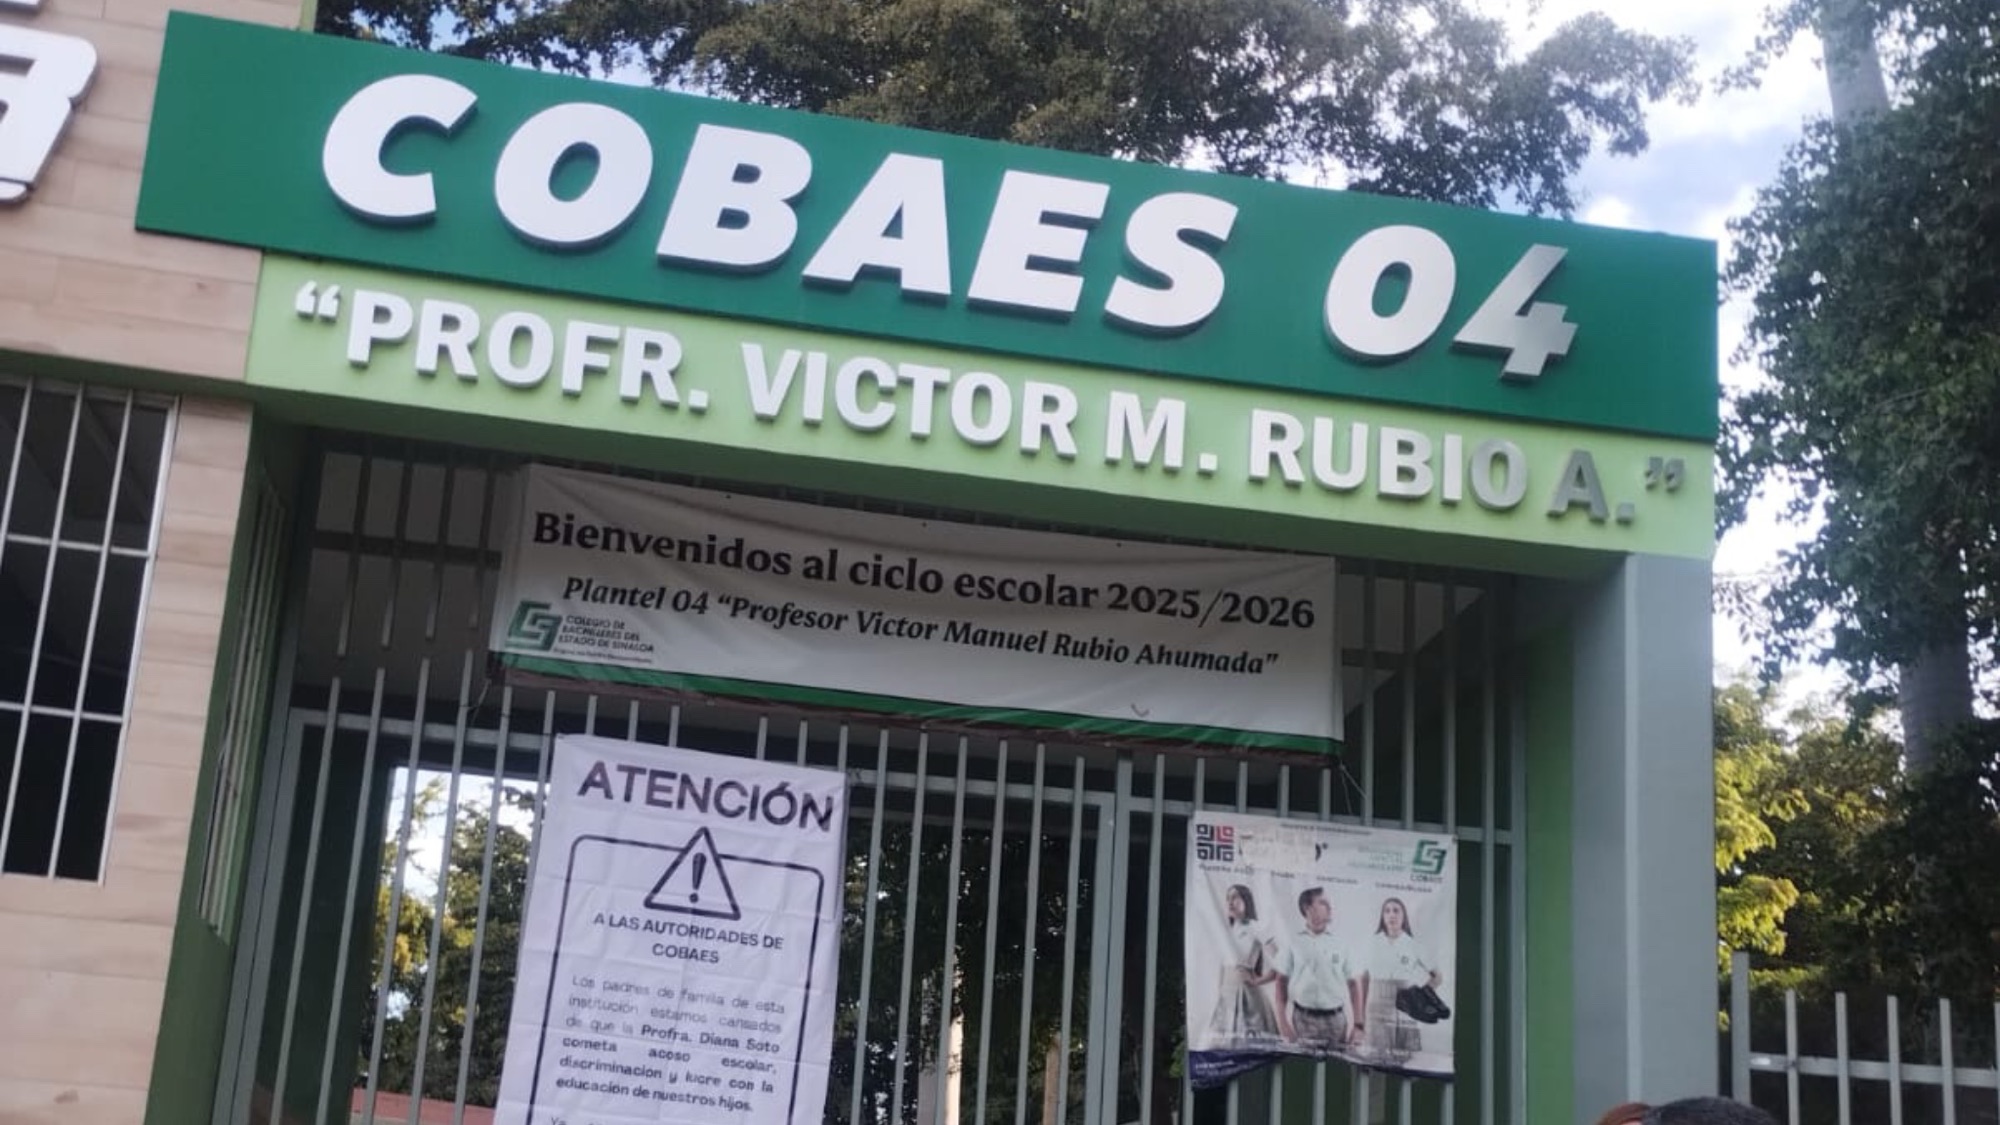 COBAES 04
“PROFR. VICTOR M. RUBIO A.”
Bienvenidos al ciclo escolar 2025/2026
Plantel 04 “Profesor Victor Manuel Rubio Ahumada”
COLEGIO DE
BACHILLERES DEL
ESTADO DE SINALOA
ATENCIÓN
A LAS AUTORIDADES DE
COBAES
Los padres de familia de esta
institución estamos cansados
de que la Profra. Diana Soto
cometa acoso escolar,
discriminacion y lucre con la
educación de nuestros hijos.
Ya
COBAES